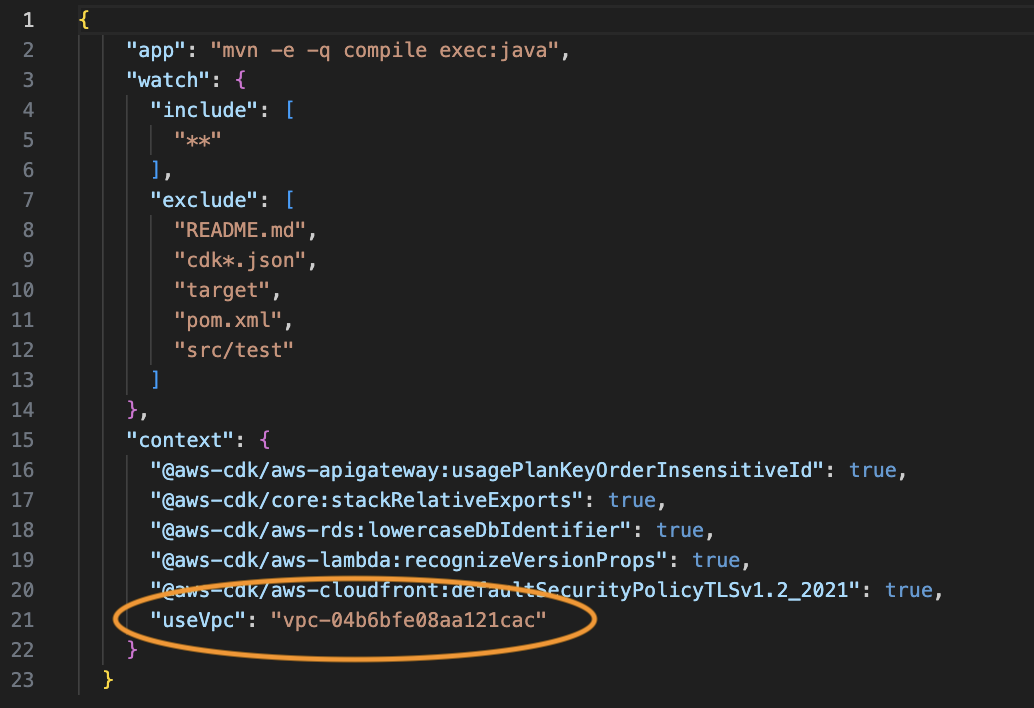 1 {
2 "app": "mvn -e -q compile exec:java",
3 "watch": {
4 "include": [
5 "**"
6 ],
7 "exclude": [
8 "README.md",
9 "cdk*.json",
10 "target",
11 "pom.xml",
12 "src/test"
13 ]
14 },
15 "context": {
16 "@aws-cdk/aws-apigateway:usagePlanKeyOrderInsensitiveId": true,
17 "@aws-cdk/core:stackRelativeExports": true,
18 "@aws-cdk/aws-rds:lowercaseDbIdentifier": true,
19 "@aws-cdk/aws-lambda:recognizeVersionProps": true,
20 "@aws-cdk/aws-cloudfront:defaultSecurityPolicyTLSv1.2_2021": true,
21 "useVpc": "vpc-04b6bfe08aa121cac"
22 }
23 }